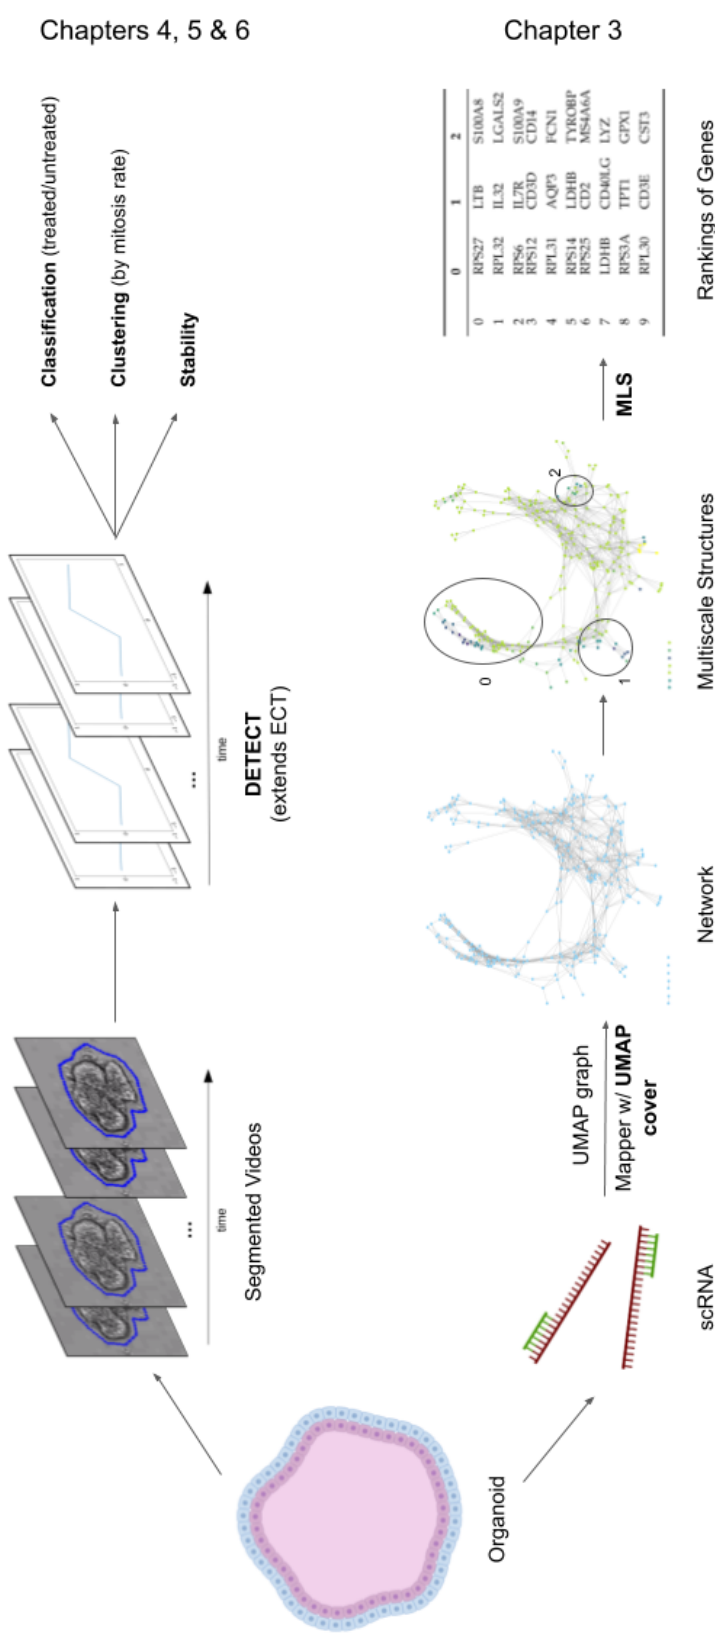 Chapters 4, 5 & 6
Chapter 3
Classification (treated/untreated)
Clustering (by mitosis rate)
Stability
...
time
DETECT
(extends ECT)
...
time
Segmented Videos
Organoid
scRNA
UMAP graph
Mapper w/ UMAP
cover
Network
0
1
2
Multiscale Structures
MLS
0 1 2
0 RPS27 LTB S100A8
1 RPL32 IL32 LGALS2
2 RPS6 IL7R S100A9
3 RPS12 CD3D CD14
4 RPL31 AQP3 FCN1
5 RPS14 LDHB TYROBP
6 RPS25 CD2 MS4A6A
7 LDHB CD40LG LYZ
8 RPS3A TPT1 GPX1
9 RPL30 CD3E CST3
Rankings of Genes